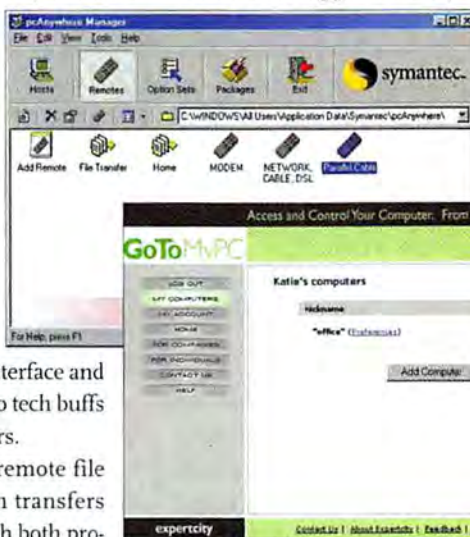 pcAnywhere Manager
File Edit View Tools Help
Hosts Remotes Option Sets Packages Exit symantec.
C:\WINDOWS\All Users\Application Data\Symantec\pcAnywhere\
Add Remote File Transfer Home MODEM NETWORK, CABLE, DSL Parallel Cable
For Help, press F1
Access and Control Your Computer. From
GoToMyPC
LOG OUT
MY COMPUTERS
MY ACCOUNT
HOME
FOR COMPANIES
FOR INDIVIDUALS
CONTACT US
HELP
Katie's computers
Nickname
"office" (Preferences)
Add Computer
expertcity
Contact Us | About Expertcity | Feedback |
terface and
o tech buffs
rs.
remote file
n transfers
h both pro-